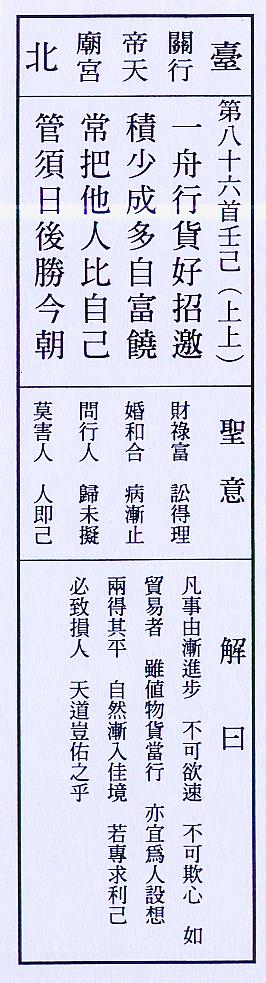 臺北
關行天宮
帝廟
第八十六首壬己（上上）
一舟行貨好招邀
積少成多自富饒
常把他人比自己
管須日後勝今朝
聖意
財祿富　訟得理
婚和合　病漸止
問行人　歸未擬
莫害人　人即己
解曰
凡事由漸進步　不可欲速　不可欺心　如
貿易者　雖值物貨當行　亦宜為人設想
兩得其平　自然漸入佳境　若專求利己
必致損人　天道豈佑之乎